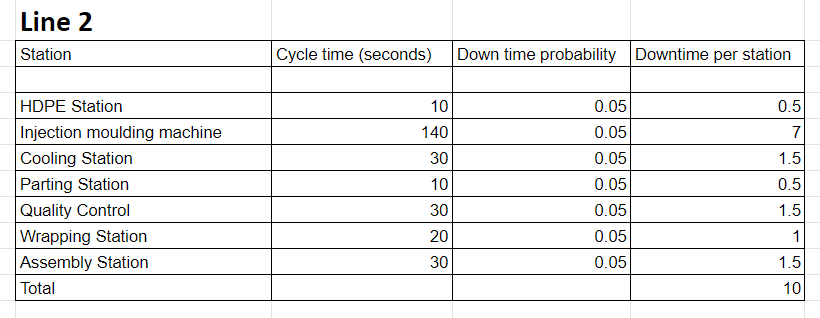 Line 2
Station Cycle time (seconds) Down time probability Downtime per station
HDPE Station 10 0.05 0.5
Injection moulding machine 140 0.05 7
Cooling Station 30 0.05 1.5
Parting Station 10 0.05 0.5
Quality Control 30 0.05 1.5
Wrapping Station 20 0.05 1
Assembly Station 30 0.05 1.5
Total 10